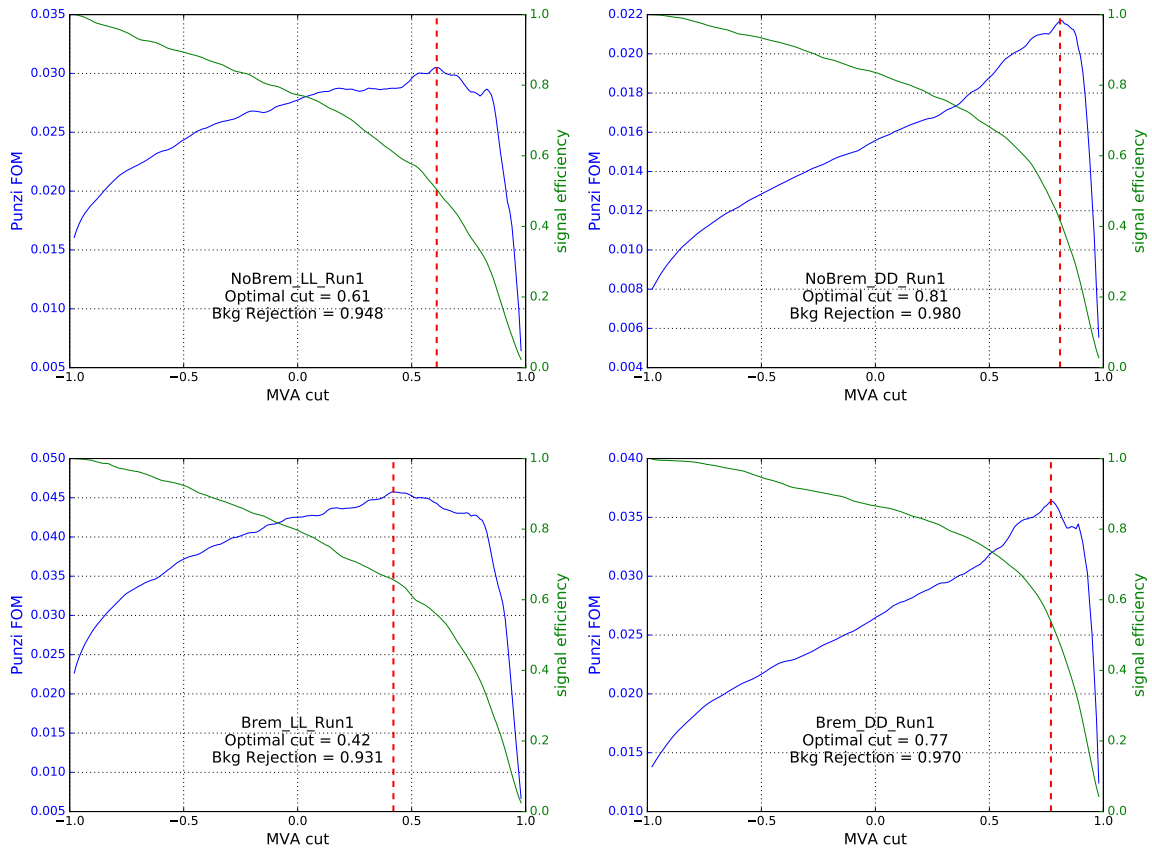 0.035
0.030
0.025
0.020
0.015
0.010
0.005
Punzi FOM
1.0
0.8
0.6
0.4
0.2
0.0
signal efficiency
NoBrem_LL_Run1
Optimal cut = 0.61
Bkg Rejection = 0.948
−1.0 −0.5 0.0 0.5 1.0
MVA cut
0.022
0.020
0.018
0.016
0.014
0.012
0.010
0.008
0.006
0.004
Punzi FOM
1.0
0.8
0.6
0.4
0.2
0.0
signal efficiency
NoBrem_DD_Run1
Optimal cut = 0.81
Bkg Rejection = 0.980
−1.0 −0.5 0.0 0.5 1.0
MVA cut
0.050
0.045
0.040
0.035
0.030
0.025
0.020
0.015
0.010
0.005
Punzi FOM
1.0
0.8
0.6
0.4
0.2
0.0
signal efficiency
Brem_LL_Run1
Optimal cut = 0.42
Bkg Rejection = 0.931
−1.0 −0.5 0.0 0.5 1.0
MVA cut
0.040
0.035
0.030
0.025
0.020
0.015
0.010
Punzi FOM
1.0
0.8
0.6
0.4
0.2
0.0
signal efficiency
Brem_DD_Run1
Optimal cut = 0.77
Bkg Rejection = 0.970
−1.0 −0.5 0.0 0.5 1.0
MVA cut